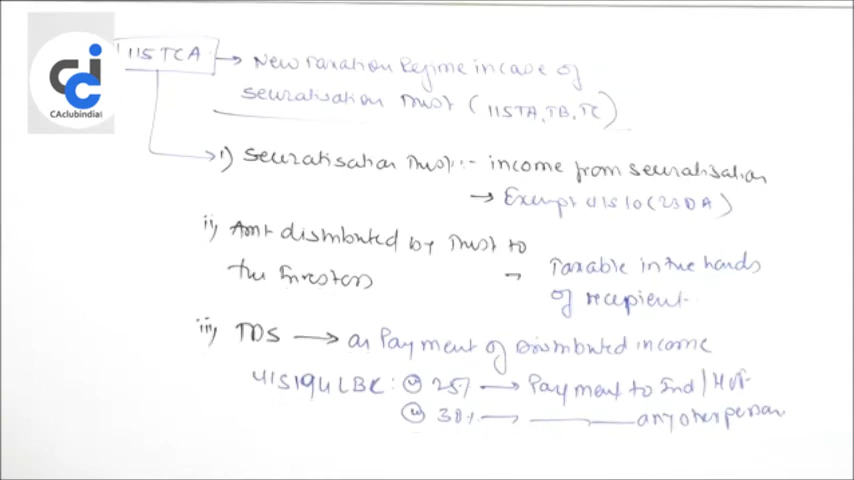 CAclubindia
115TCA → New Taxation Regime in case of
securitisation Trust (115TA, TB, TC)
i) Securitisation Trust :- income from securitisation
→ Exempt u/s 10(23DA)
ii) Amt distributed by Trust to
the Investors → Taxable in the hands
of recipient
iii) TDS → on Payment of Distributed income
u/s 194LBC : 25% → Payment to Ind/HUF
30% — —— any other person